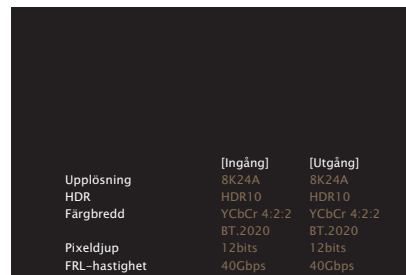 [Ingång] [Utgång]
Upplösning 8K24A 8K24A
HDR HDR10 HDR10
Färgbredd YCbCr 4:2:2 YCbCr 4:2:2
BT.2020 BT.2020
Pixeldjup 12bits 12bits
FRL-hastighet 40Gbps 40Gbps